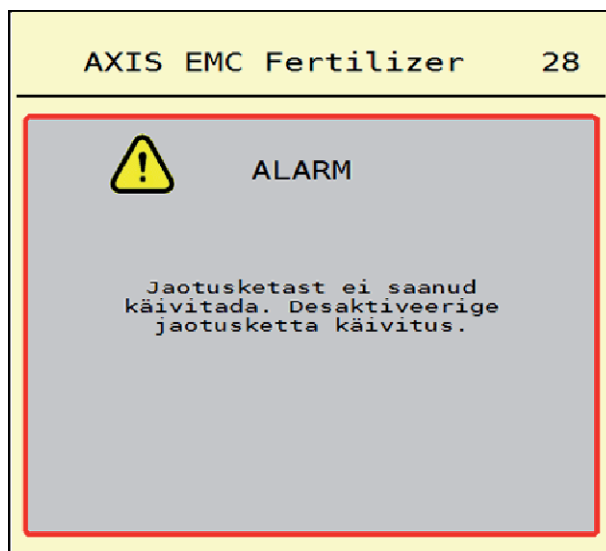 AXIS EMC Fertilizer 28
ALARM
Jaotusketast ei saanud
käivitada. Desaktiveerige
jaotusketta käivitus.